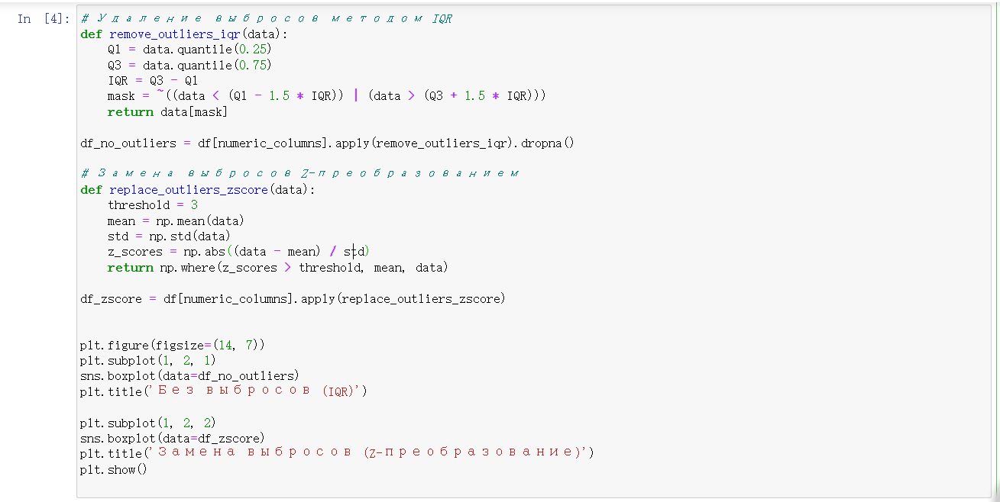 In [4]: # Удаление выбросов методом IQR
def remove_outliers_iqr(data):
    Q1 = data.quantile(0.25)
    Q3 = data.quantile(0.75)
    IQR = Q3 - Q1
    mask = ~((data < (Q1 - 1.5 * IQR)) | (data > (Q3 + 1.5 * IQR)))
    return data[mask]
df_no_outliers = df[numeric_columns].apply(remove_outliers_iqr).dropna()
# Замена выбросов Z-преобразованием
def replace_outliers_zscore(data):
    threshold = 3
    mean = np.mean(data)
    std = np.std(data)
    z_scores = np.abs((data - mean) / std)
    return np.where(z_scores > threshold, mean, data)
df_zscore = df[numeric_columns].apply(replace_outliers_zscore)
plt.figure(figsize=(14, 7))
plt.subplot(1, 2, 1)
sns.boxplot(data=df_no_outliers)
plt.title('Без выбросов (IQR)')
plt.subplot(1, 2, 2)
sns.boxplot(data=df_zscore)
plt.title('Замена выбросов (Z-преобразование)')
plt.show()